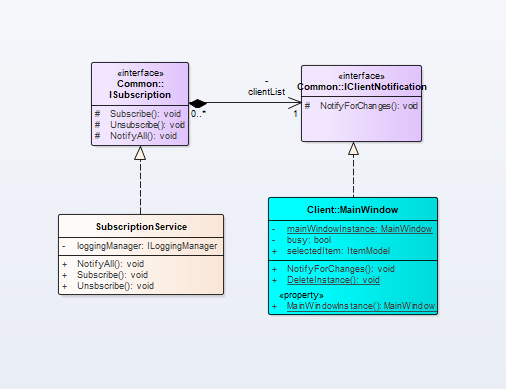 «interface»
Common::
ISubscription
# Subscribe(): void
# Unsubscribe(): void
# NotifyAll(): void
-
clientList
0..*
1
«interface»
Common::IClientNotification
# NotifyForChanges(): void
SubscriptionService
- loggingManager: ILoggingManager
+ NotifyAll(): void
+ Subscribe(): void
+ Unsbscribe(): void
Client::MainWindow
- mainWindowInstance: MainWindow
- busy: bool
+ selectedItem: ItemModel
+ NotifyForChanges(): void
+ DeleteInstance(): void
«property»
+ MainWindowInstance(): MainWindow